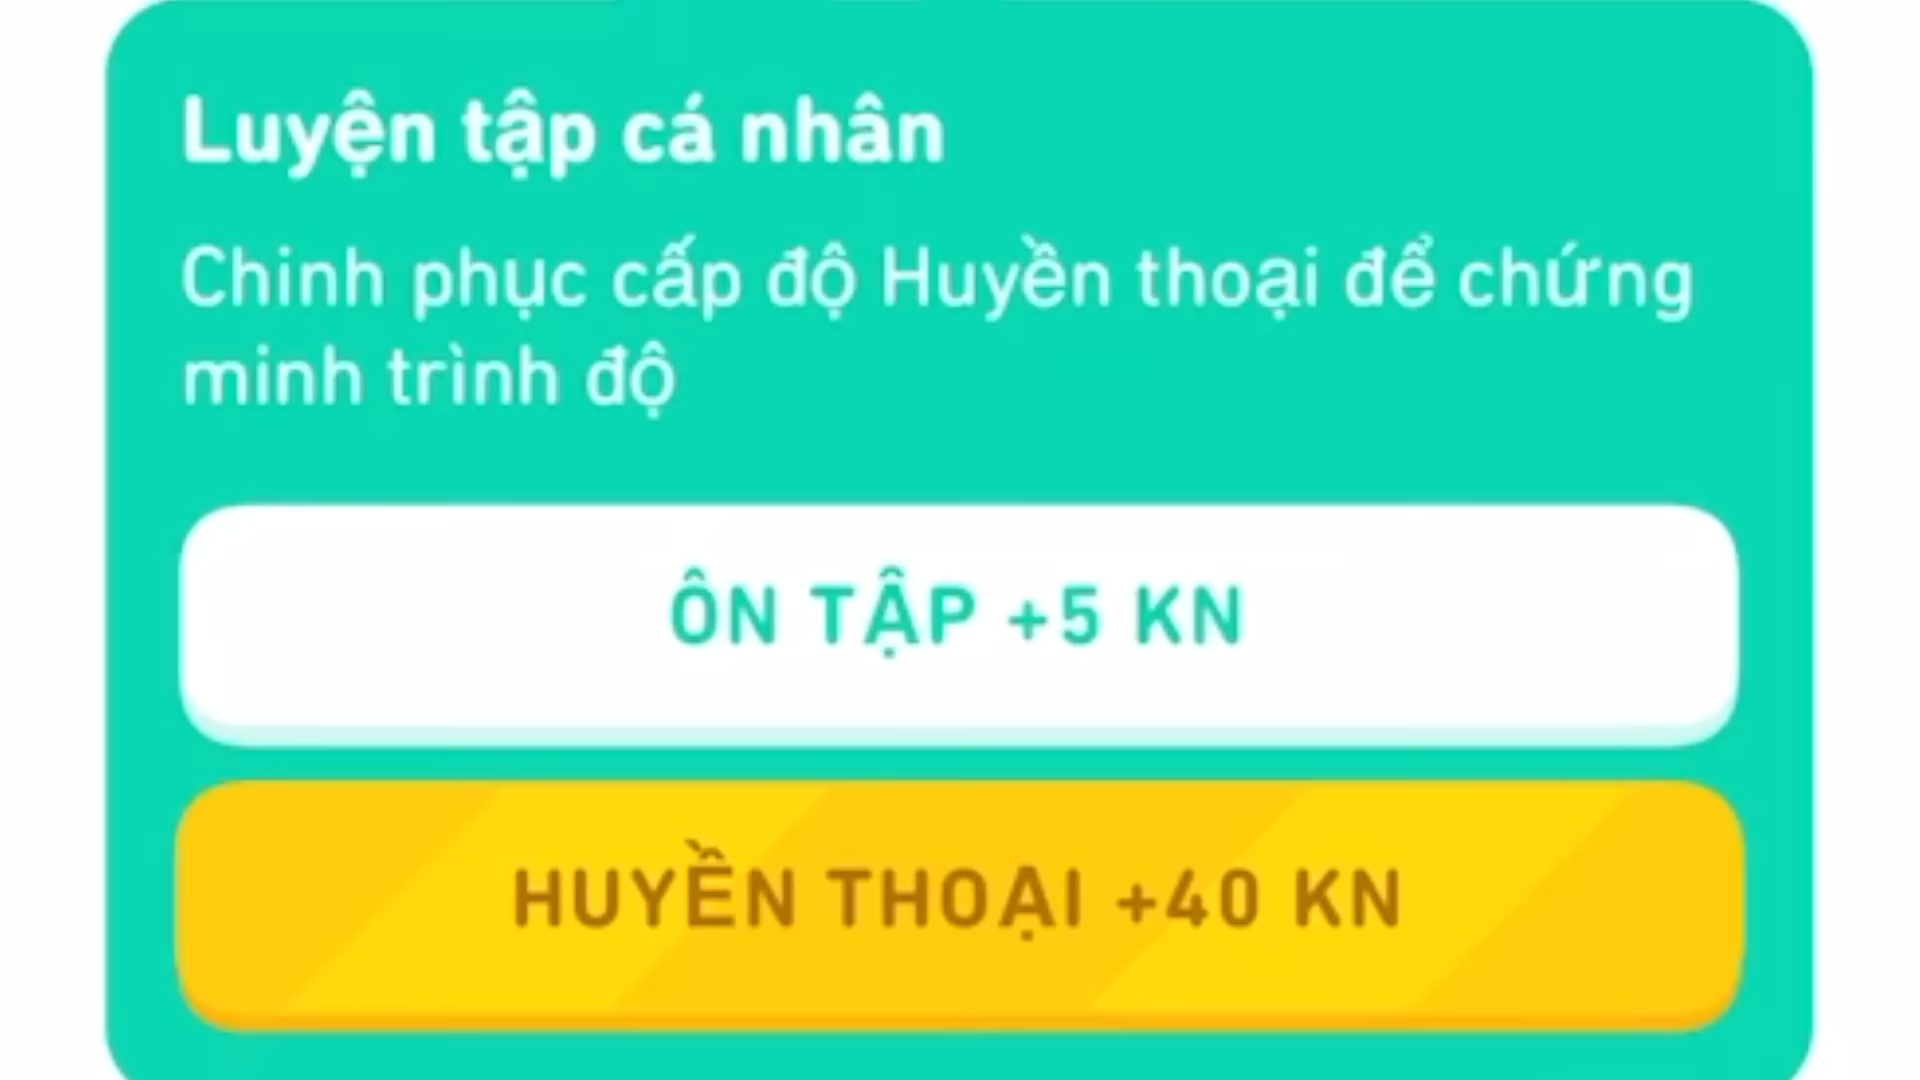 Luyện tập cá nhân
Chinh phục cấp độ Huyền thoại để chứng
minh trình độ
ÔN TẬP +5 KN
HUYỀN THOẠI +40 KN